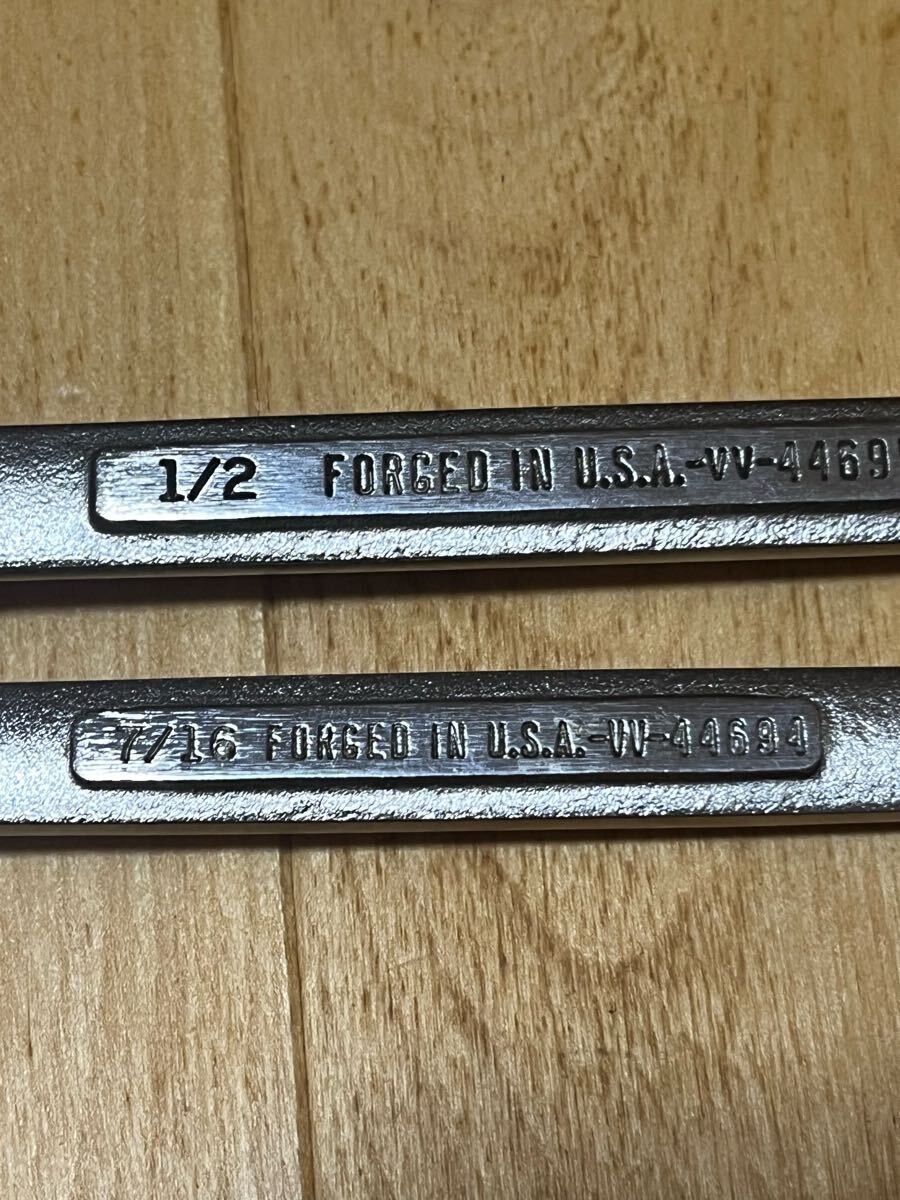 1/2 FORGED IN U.S.A.-VV-4469
7/16 FORGED IN U.S.A.-VV-44694